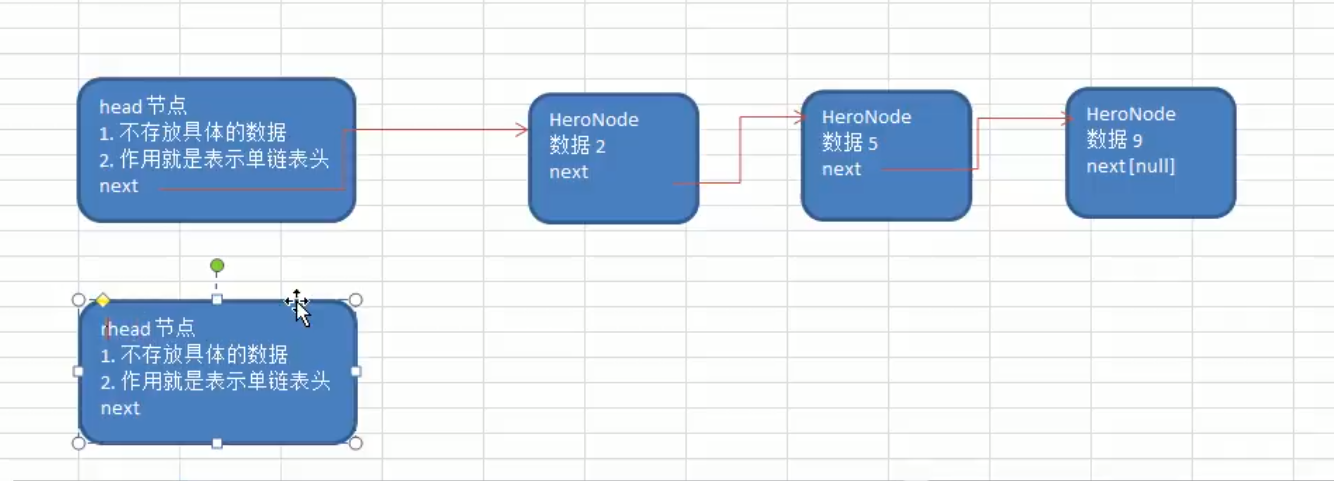 head 节点
1. 不存放具体的数据
2. 作用就是表示单链表头
next
HeroNode
数据 2
next
HeroNode
数据 5
next
HeroNode
数据 9
next [null]
rhead 节点
1. 不存放具体的数据
2. 作用就是表示单链表头
next